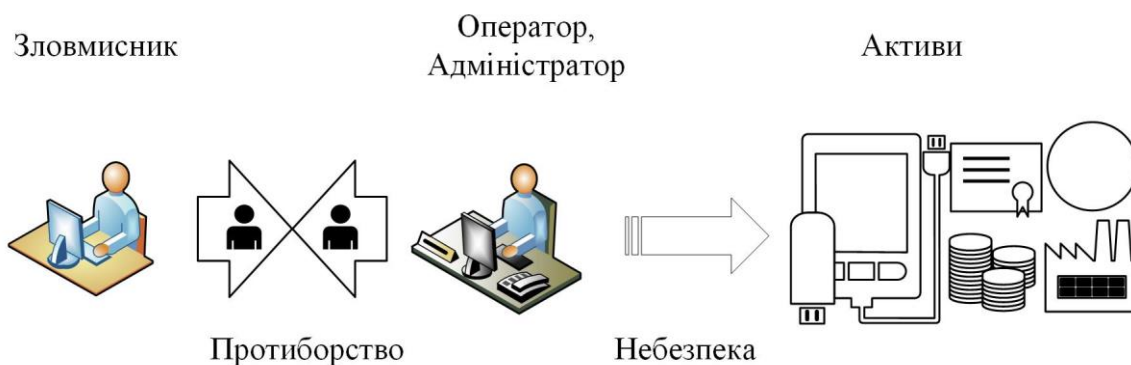 Зловмисник
Оператор,
Адміністратор
Активи
Протиборство
Небезпека